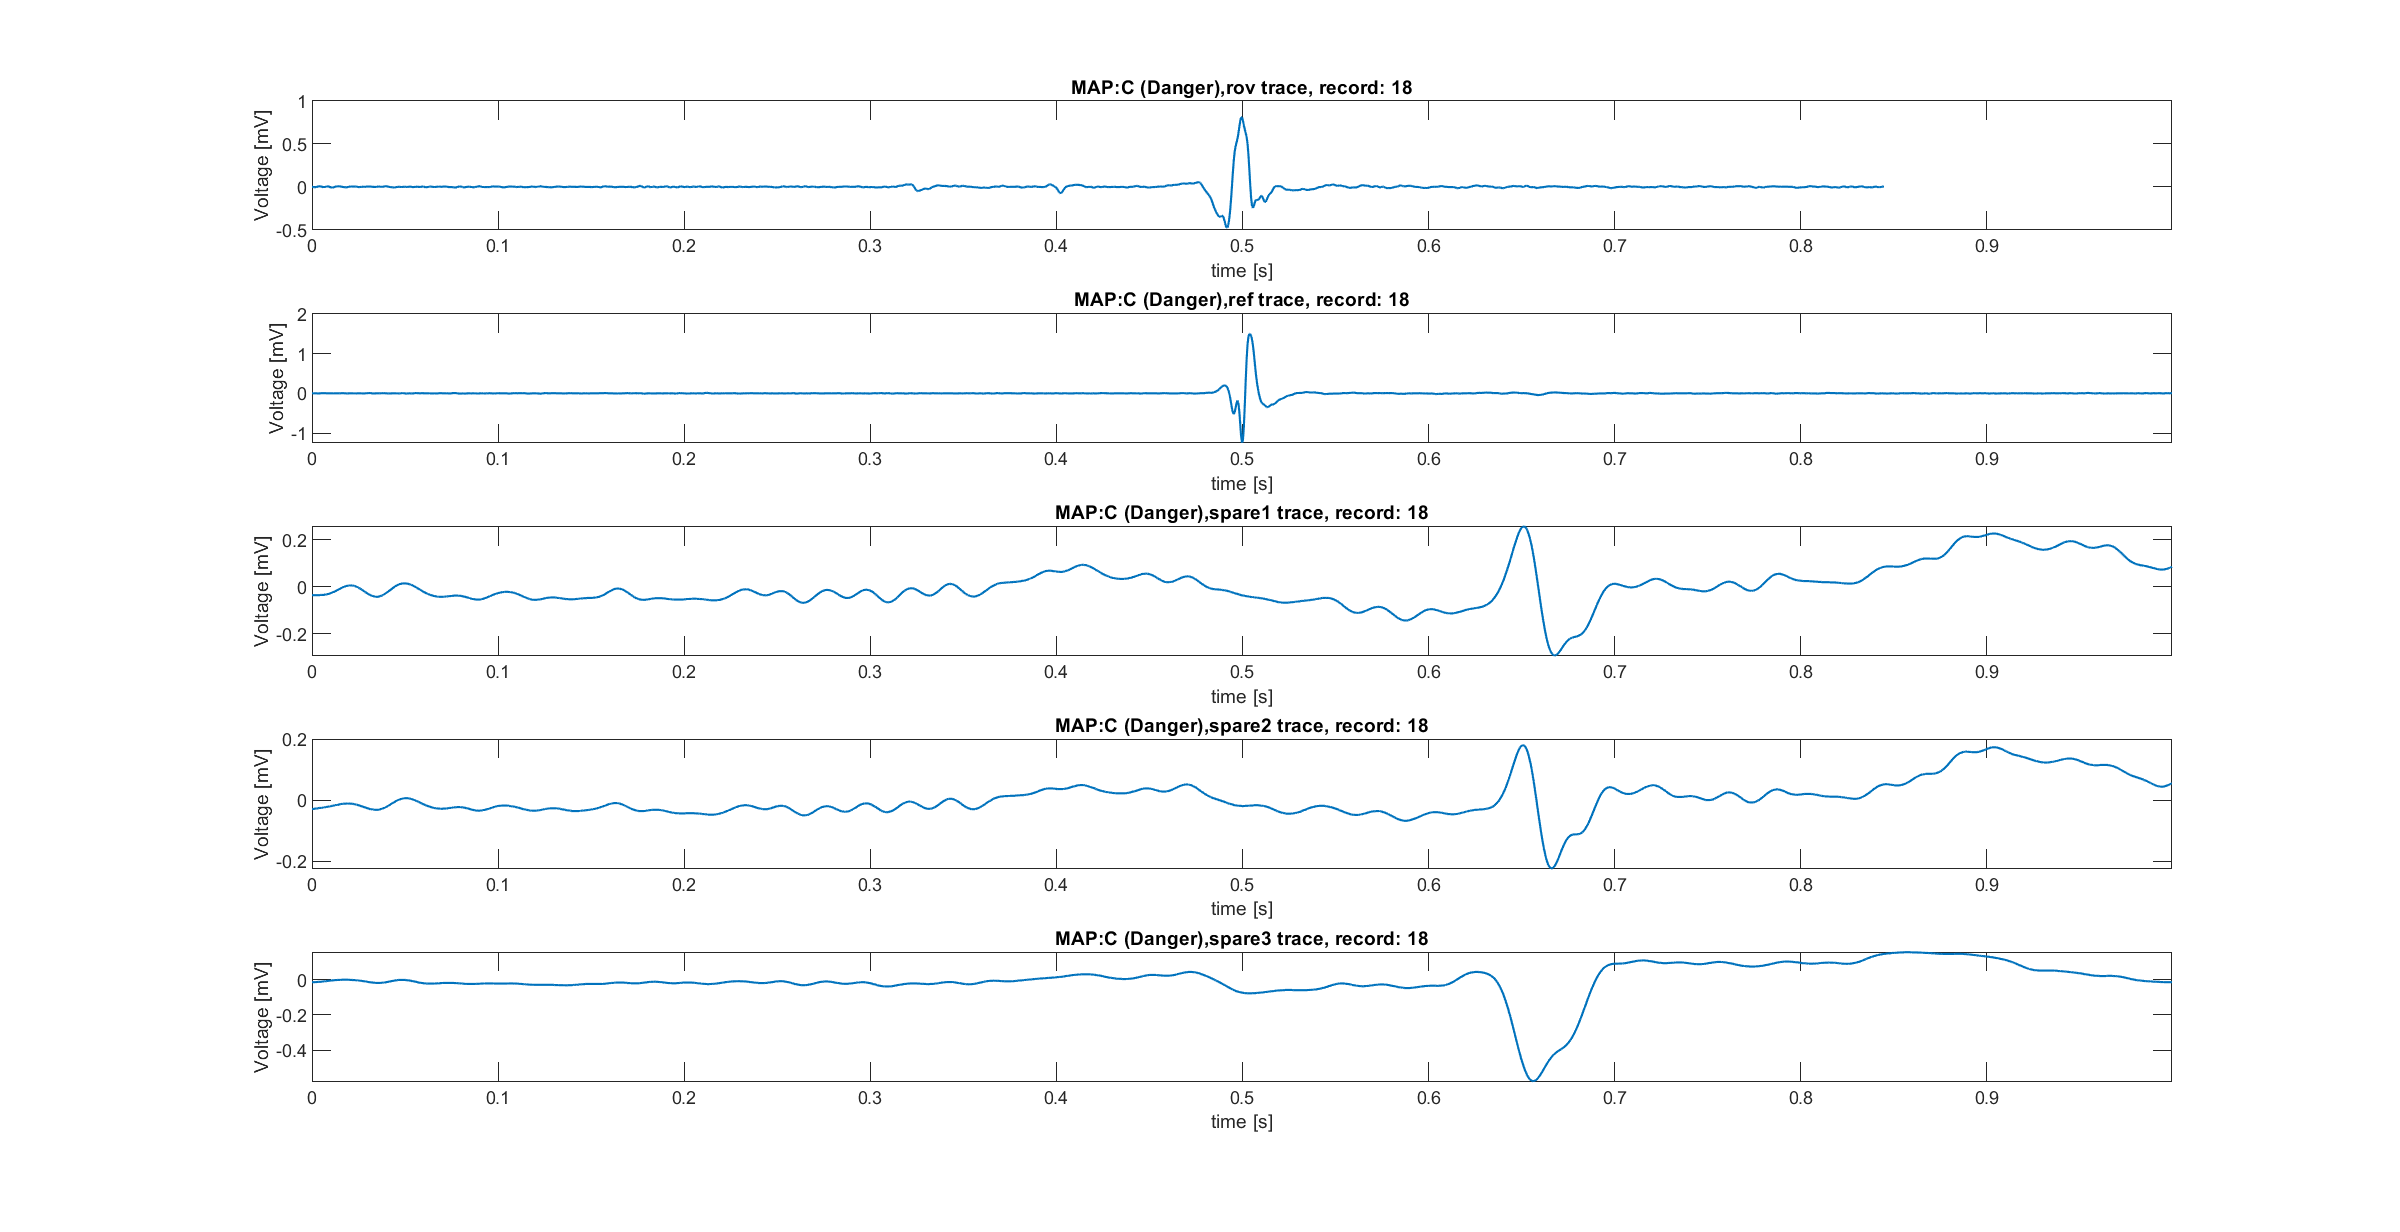 MAP:C (Danger),rov trace, record: 18
Voltage [mV]
1
0.5
0
-0.5
0 0.1 0.2 0.3 0.4 0.5 0.6 0.7 0.8 0.9
time [s]
MAP:C (Danger),ref trace, record: 18
Voltage [mV]
2
1
0
-1
0 0.1 0.2 0.3 0.4 0.5 0.6 0.7 0.8 0.9
time [s]
MAP:C (Danger),spare1 trace, record: 18
Voltage [mV]
0.2
0
-0.2
0 0.1 0.2 0.3 0.4 0.5 0.6 0.7 0.8 0.9
time [s]
MAP:C (Danger),spare2 trace, record: 18
Voltage [mV]
0.2
0
-0.2
0 0.1 0.2 0.3 0.4 0.5 0.6 0.7 0.8 0.9
time [s]
MAP:C (Danger),spare3 trace, record: 18
Voltage [mV]
0
-0.2
-0.4
0 0.1 0.2 0.3 0.4 0.5 0.6 0.7 0.8 0.9
time [s]